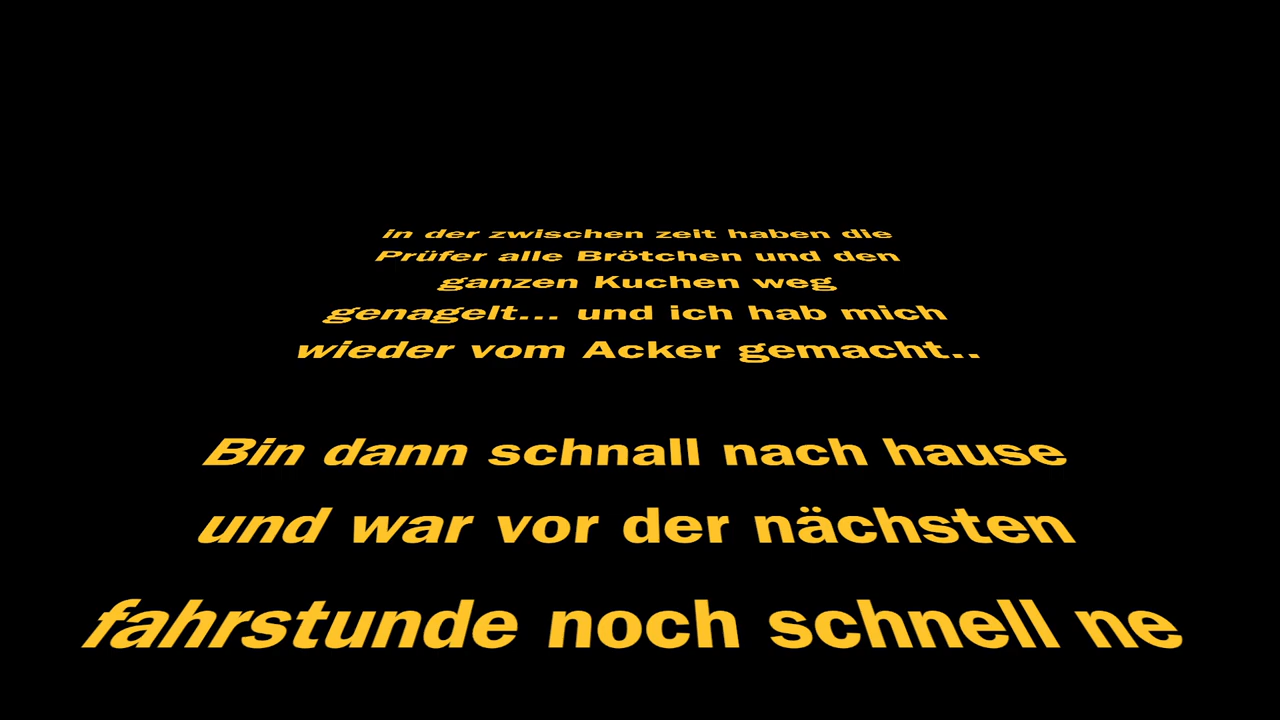 in der zwischen zeit haben die
Prüfer alle Brötchen und den
ganzen Kuchen weg
genagelt... und ich hab mich
wieder vom Acker gemacht..
Bin dann schnall nach hause
und war vor der nächsten
fahrstunde noch schnell ne